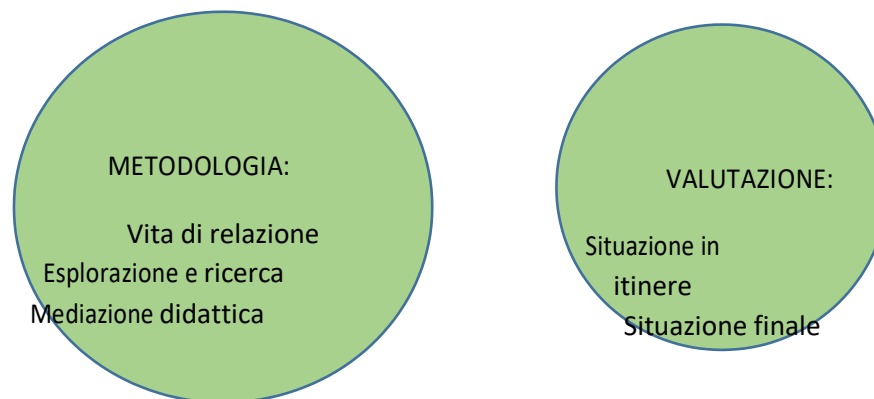 METODOLOGIA:
Vita di relazione
Esplorazione e ricerca
Mediazione didattica
VALUTAZIONE:
Situazione in
itinere
Situazione finale